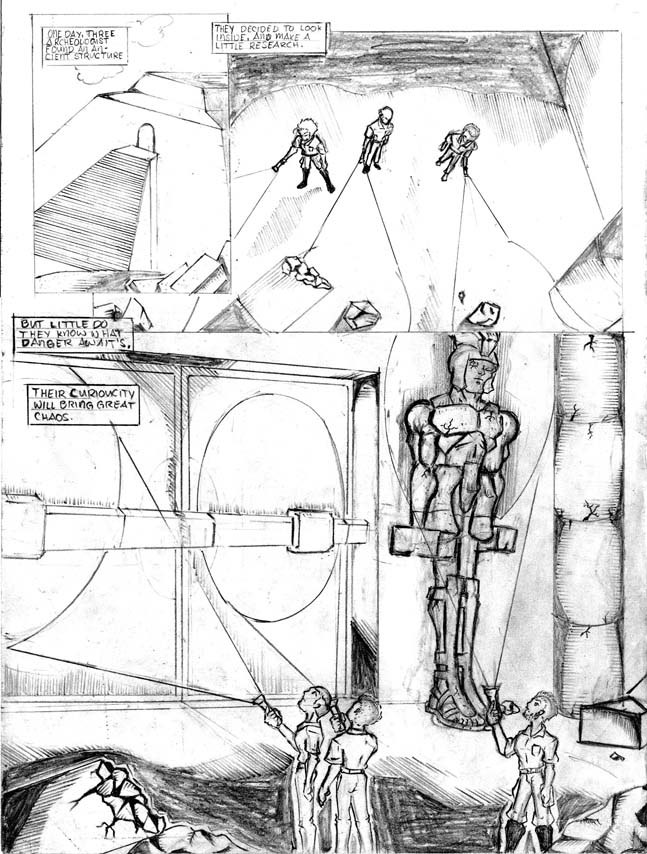 ONE DAY, THREE
ARCHEOLOGIST
FOUND AN AN-
CIENT STRUCTURE
THEY DECIDED TO LOOK
INSIDE, AND MAKE A
LITTLE RESEARCH.
BUT LITTLE DO
THEY KNOW WHAT
DANGER AWAIT'S,
THEIR CURIOUCITY
WILL BRING GREAT
CHAOS.